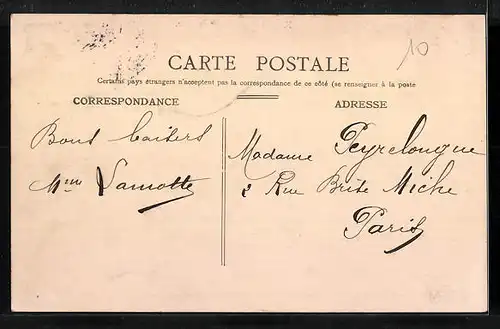 10
CARTE POSTALE
Certains pays étrangers n'acceptent pas la correspondance de ce côté (se renseigner à la poste
CORRESPONDANCE
Bons baisers
Mme Lamotte
ADRESSE
Madame Peyrelongue
2 Rue Brise Miche
Paris